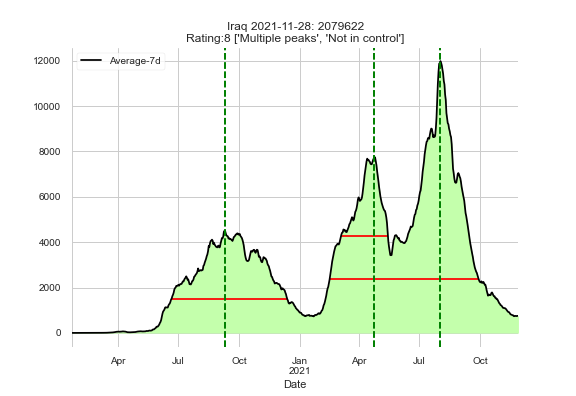 Iraq 2021-11-28: 2079622
Rating:8 ['Multiple peaks', 'Not in control']
Average-7d
12000
10000
8000
6000
4000
2000
0
Apr Jul Oct Jan Apr Jul Oct
2021
Date